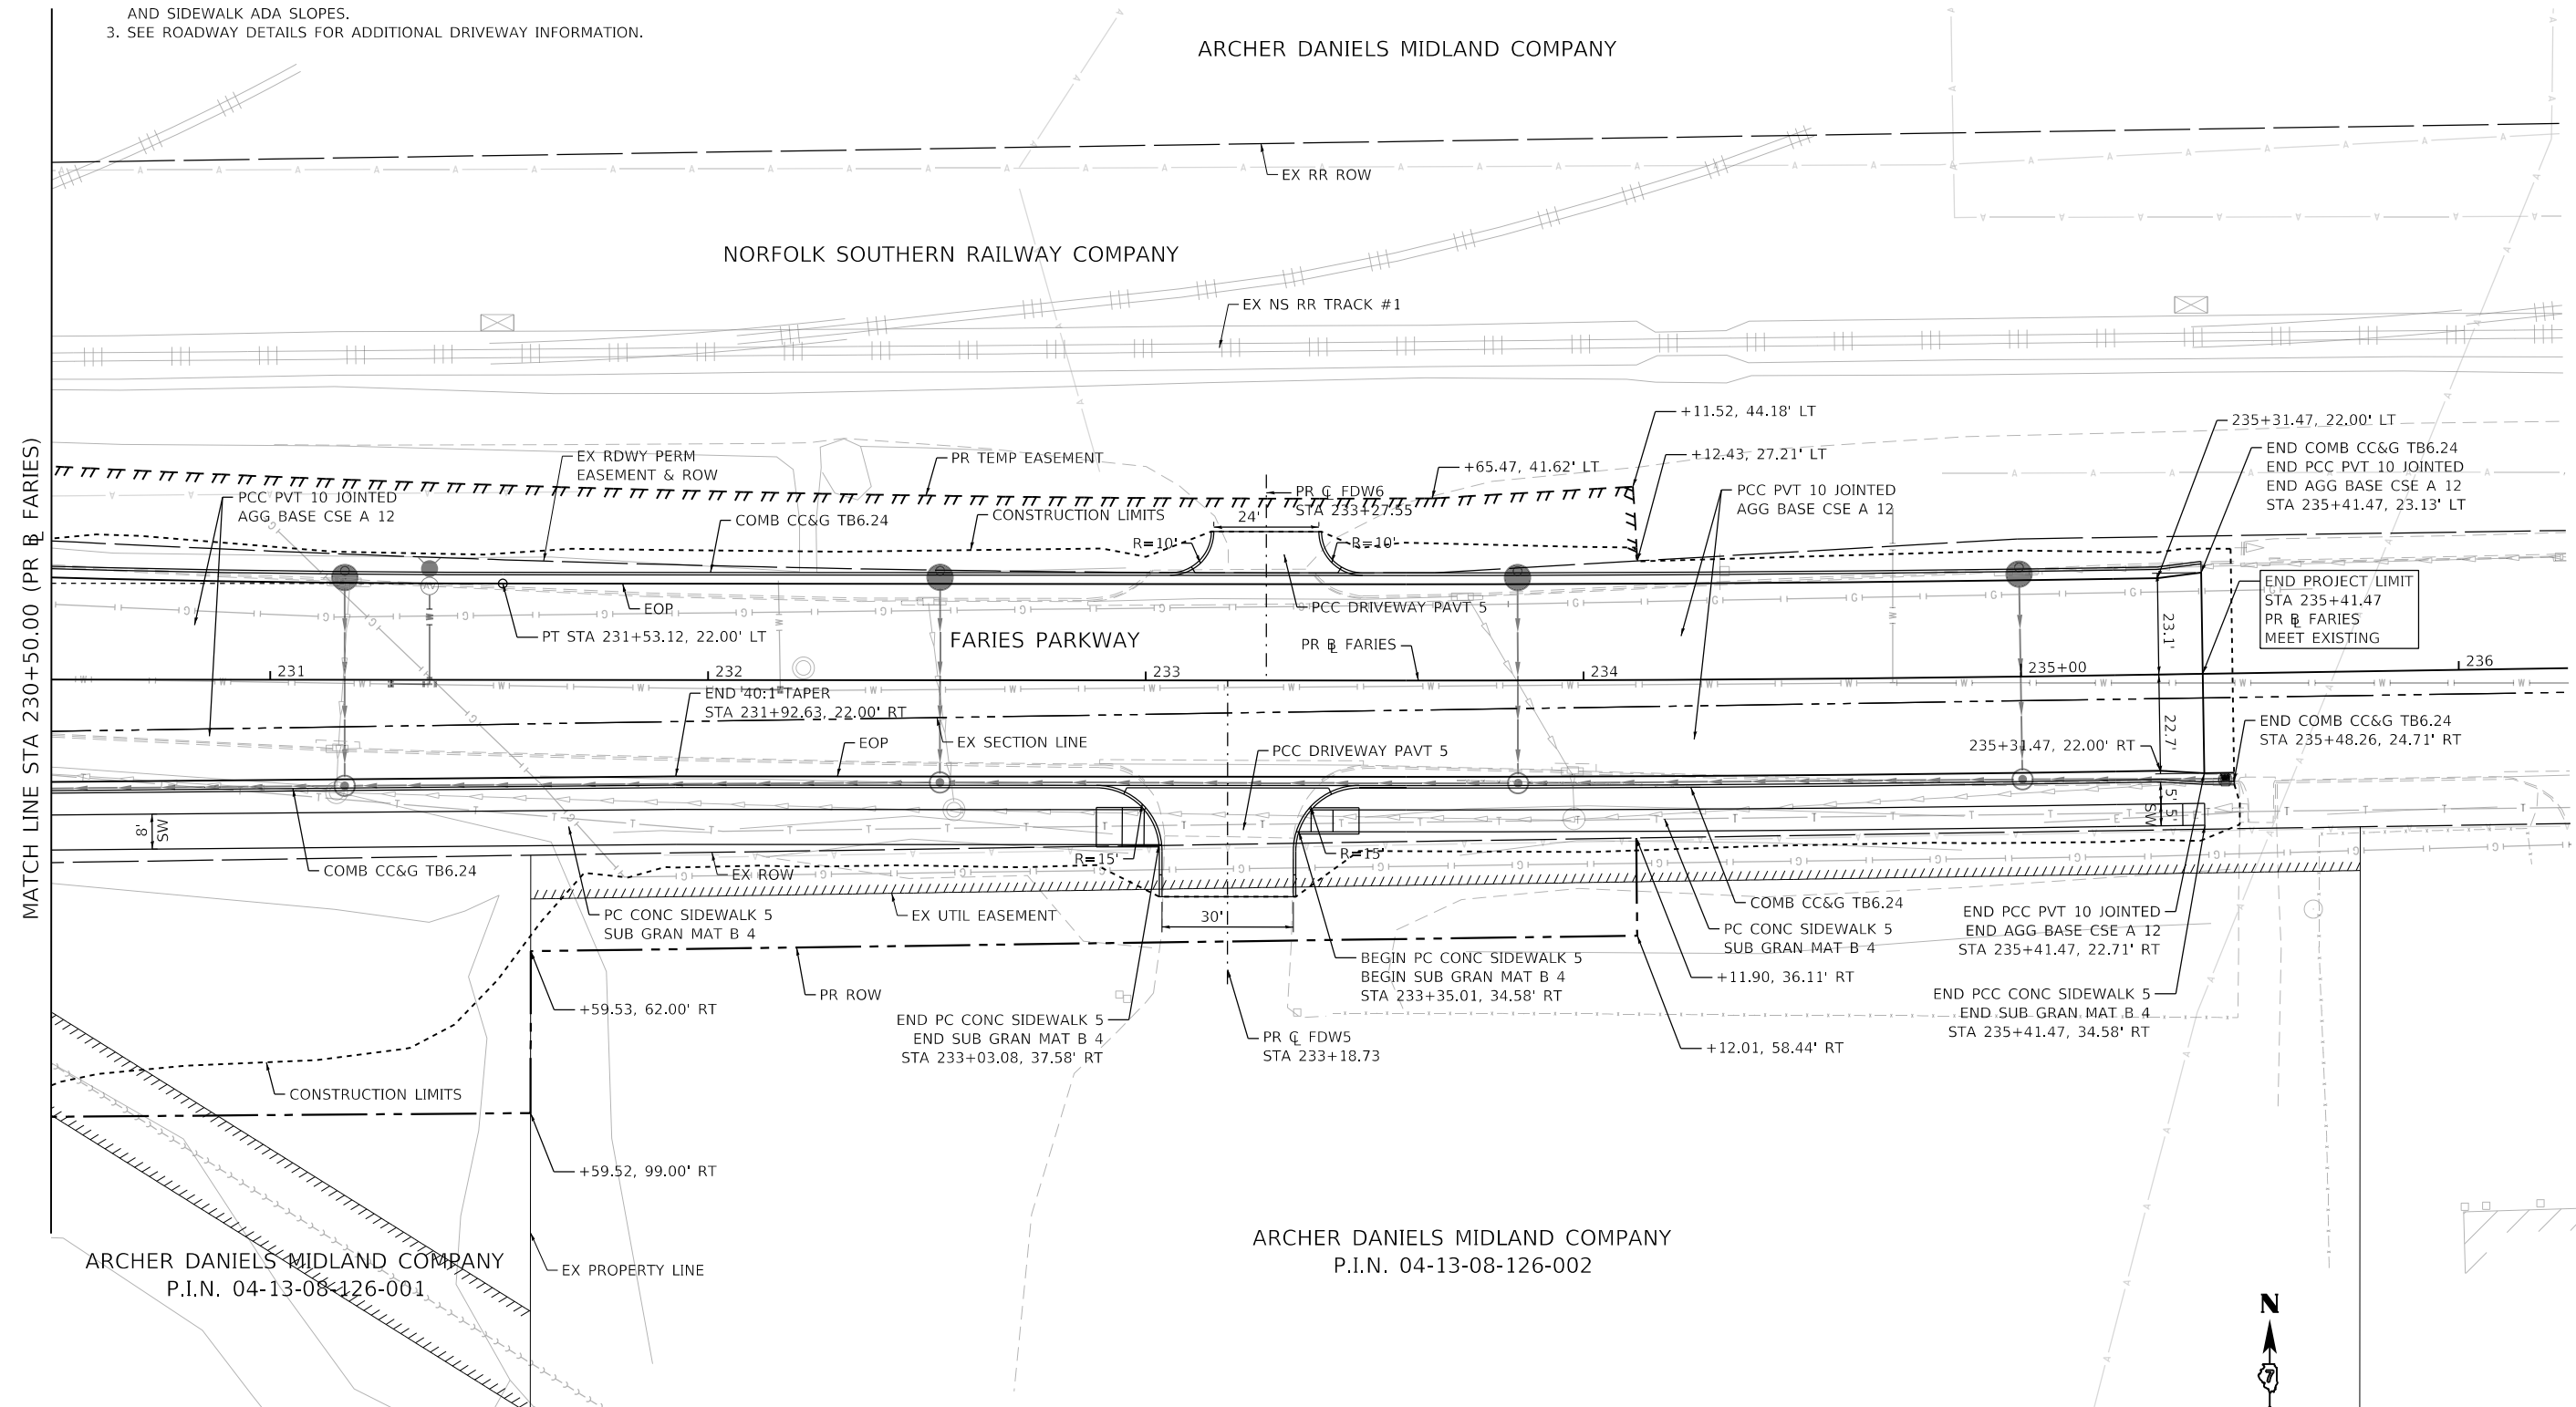 AND SIDEWALK ADA SLOPES.
3. SEE ROADWAY DETAILS FOR ADDITIONAL DRIVEWAY INFORMATION.
ARCHER DANIELS MIDLAND COMPANY
EX RR ROW
NORFOLK SOUTHERN RAILWAY COMPANY
EX NS RR TRACK #1
MATCH LINE STA 230+50.00 (PR ℄ FARIES)
+11.52, 44.18' LT
235+31.47, 22.00' LT
+12.43, 27.21' LT
END COMB CC&G TB6.24
END PCC PVT 10 JOINTED
END AGG BASE CSE A 12
STA 235+41.47, 23.13' LT
EX RDWY PERM
EASEMENT & ROW
PR TEMP EASEMENT
+65.47, 41.62' LT
PCC PVT 10 JOINTED
AGG BASE CSE A 12
PR ℄ FDW6
STA 233+27.55
PCC PVT 10 JOINTED
AGG BASE CSE A 12
COMB CC&G TB6.24
CONSTRUCTION LIMITS
24'
R=10'
R=10'
END PROJECT LIMIT
STA 235+41.47
PR ℄ FARIES
MEET EXISTING
EOP
PCC DRIVEWAY PAVT 5
PT STA 231+53.12, 22.00' LT
FARIES PARKWAY
PR ℄ FARIES
23.1'
231
232
233
234
235+00
236
END 40:1 TAPER
STA 231+92.63, 22.00' RT
EOP
EX SECTION LINE
PCC DRIVEWAY PAVT 5
235+31.47, 22.00' RT
22.7'
END COMB CC&G TB6.24
STA 235+48.26, 24.71' RT
8'
SW
5.5'
SW
COMB CC&G TB6.24
EX ROW
R=15'
R=15'
PC CONC SIDEWALK 5
SUB GRAN MAT B 4
EX UTIL EASEMENT
30'
COMB CC&G TB6.24
PC CONC SIDEWALK 5
SUB GRAN MAT B 4
END PCC PVT 10 JOINTED
END AGG BASE CSE A 12
STA 235+41.47, 22.71' RT
BEGIN PC CONC SIDEWALK 5
BEGIN SUB GRAN MAT B 4
STA 233+35.01, 34.58' RT
+11.90, 36.11' RT
PR ROW
+59.53, 62.00' RT
END PC CONC SIDEWALK 5
END SUB GRAN MAT B 4
STA 233+03.08, 37.58' RT
PR ℄ FDW5
STA 233+18.73
+12.01, 58.44' RT
END PCC CONC SIDEWALK 5
END SUB GRAN MAT B 4
STA 235+41.47, 34.58' RT
CONSTRUCTION LIMITS
+59.52, 99.00' RT
ARCHER DANIELS MIDLAND COMPANY
P.I.N. 04-13-08-126-001
EX PROPERTY LINE
ARCHER DANIELS MIDLAND COMPANY
P.I.N. 04-13-08-126-002
N
7